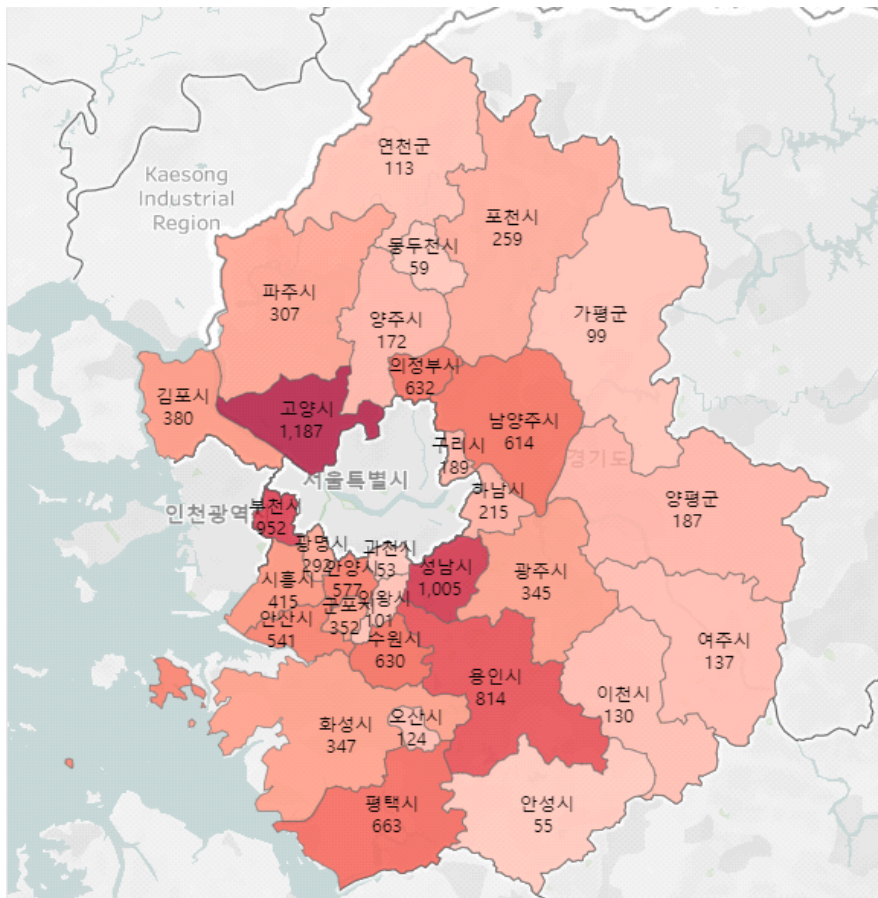 연천군
113
Kaesong
Industrial
Region
포천시
259
동두천시
59
파주시
307
양주시
172
가평군
99
의정부시
632
김포시
380
고양시
1,187
남양주시
614
구리시
189
경기도
서울특별시
하남시
215
양평군
187
인천광역
부천시
952
광명시
292
과천시
53
안양시
577
성남시
1,005
광주시
345
시흥시
415
의왕시
101
군포시
352
안산시
541
수원시
630
여주시
137
용인시
814
이천시
130
화성시
347
오산시
124
평택시
663
안성시
55